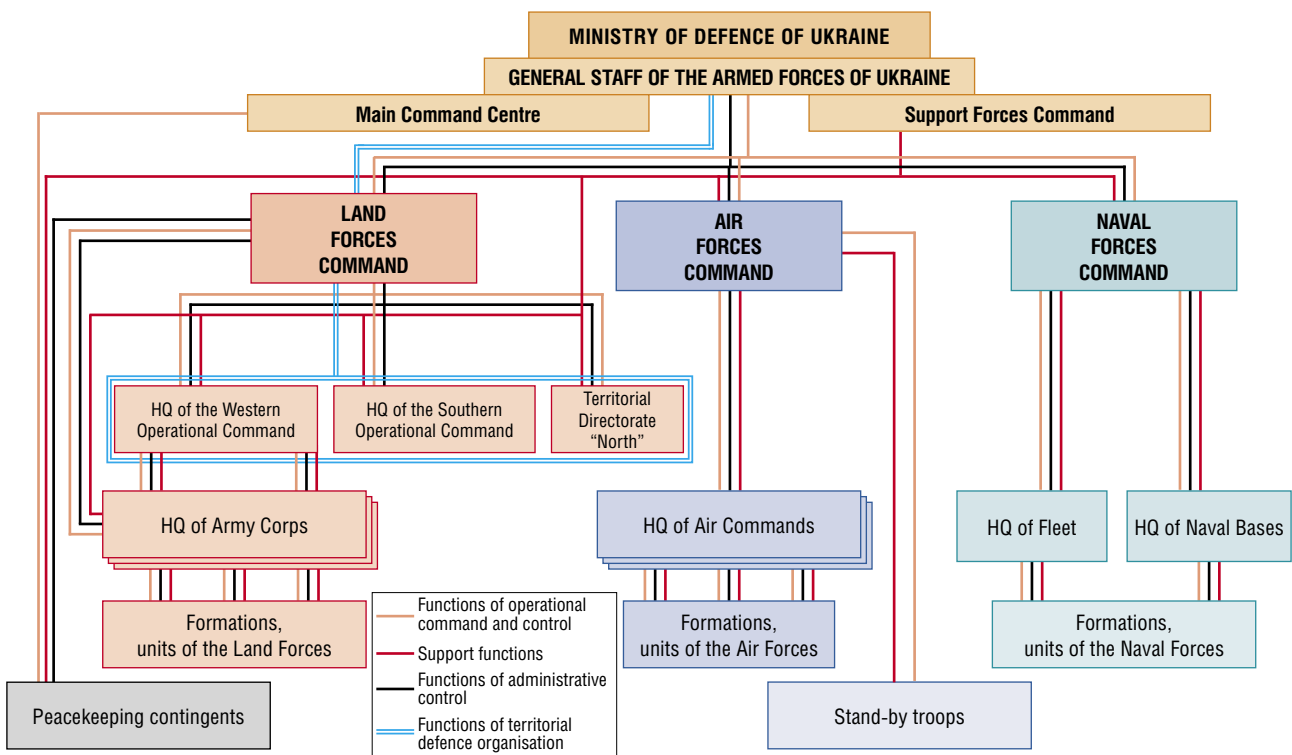 MINISTRY OF DEFENCE OF UKRAINE
GENERAL STAFF OF THE ARMED FORCES OF UKRAINE
Main Command Centre
Support Forces Command
LAND
FORCES
COMMAND
AIR
FORCES
COMMAND
NAVAL
FORCES
COMMAND
HQ of the Western
Operational Command
HQ of the Southern
Operational Command
Territorial
Directorate
“North”
HQ of Army Corps
HQ of Air Commands
HQ of Fleet
HQ of Naval Bases
Formations,
units of the Land Forces
Functions of operational
command and control
Support functions
Functions of administrative
control
Functions of territorial
defence organisation
Formations,
units of the Air Forces
Formations,
units of the Naval Forces
Peacekeeping contingents
Stand-by troops